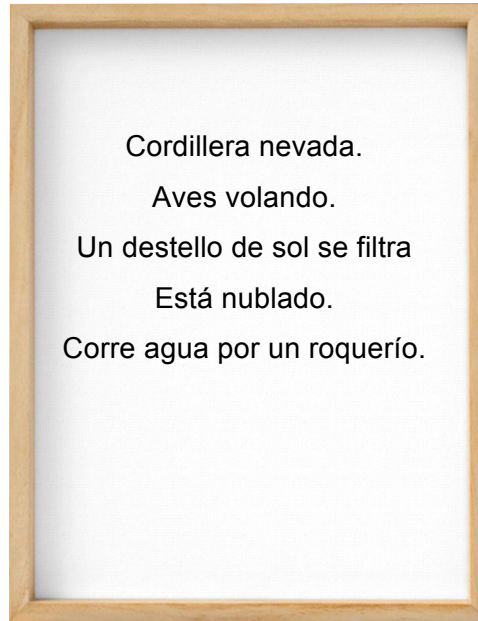 Cordillera nevada.
Aves volando.
Un destello de sol se filtra
Está nublado.
Corre agua por un roquerío.